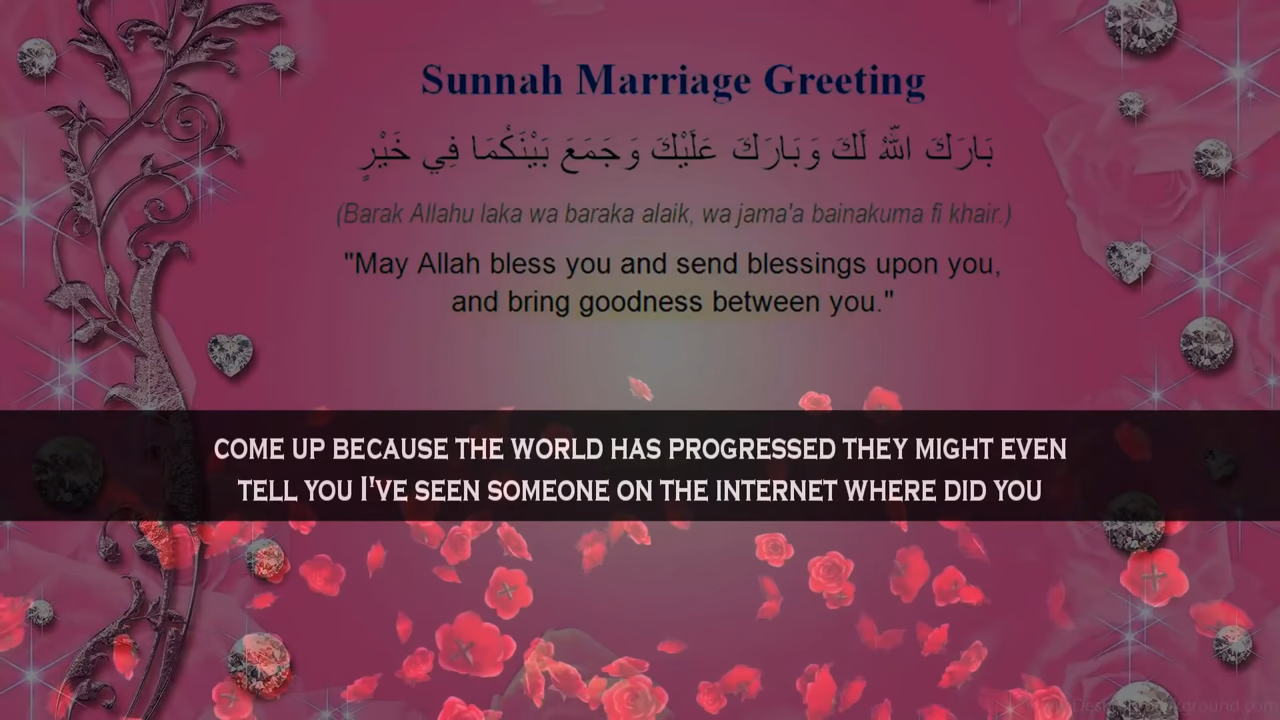 Sunnah Marriage Greeting
بَارَكَ اللّٰهُ لَكَ وَبَارَكَ عَلَيْكَ وَجَمَعَ بَيْنَكُمَا فِي خَيْرٍ
(Barak Allahu laka wa baraka alaik, wa jama'a bainakuma fi khair.)
"May Allah bless you and send blessings upon you,
and bring goodness between you."
COME UP BECAUSE THE WORLD HAS PROGRESSED THEY MIGHT EVEN
TELL YOU I'VE SEEN SOMEONE ON THE INTERNET WHERE DID YOU